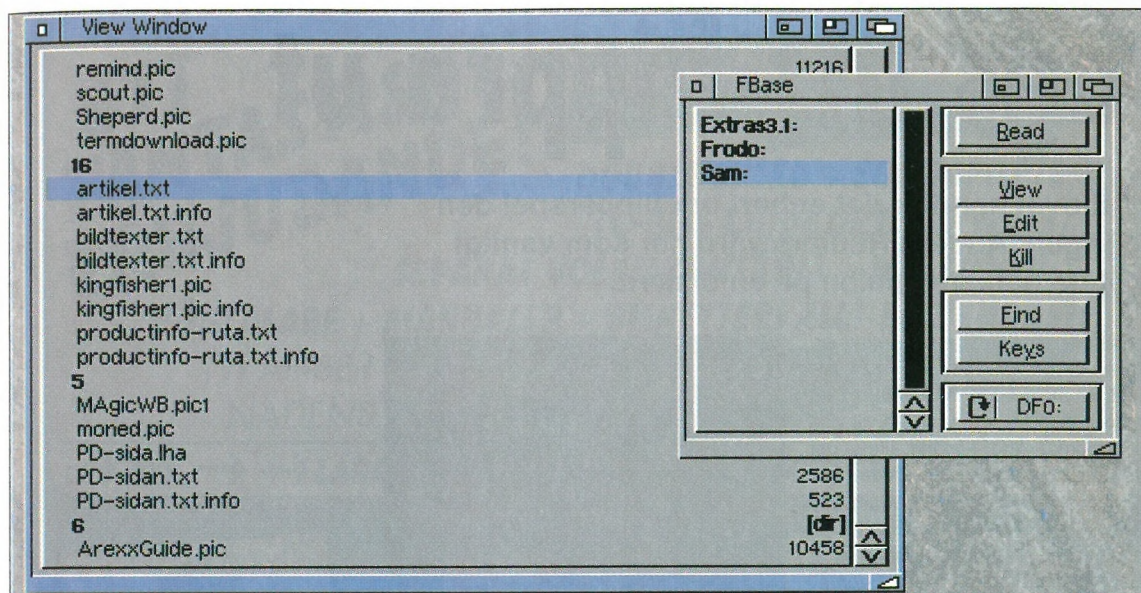 View Window
remind.pic 11216
scout.pic
Sheperd.pic
termdownload.pic
16
artikel.txt
artikel.txt.info
bildtexter.txt
bildtexter.txt.info
kingfisher1.pic
kingfisher1.pic.info
productinfo-ruta.txt
productinfo-ruta.txt.info
5
MAgicWB.pic1
moned.pic
PD-sida.lha
PD-sidan.txt 2586
PD-sidan.txt.info 523
6 [dir]
ArexxGuide.pic 10458
FBase
Extras3.1:
Frodo:
Sam:
Read
View
Edit
Kill
Find
Keys
DF0: